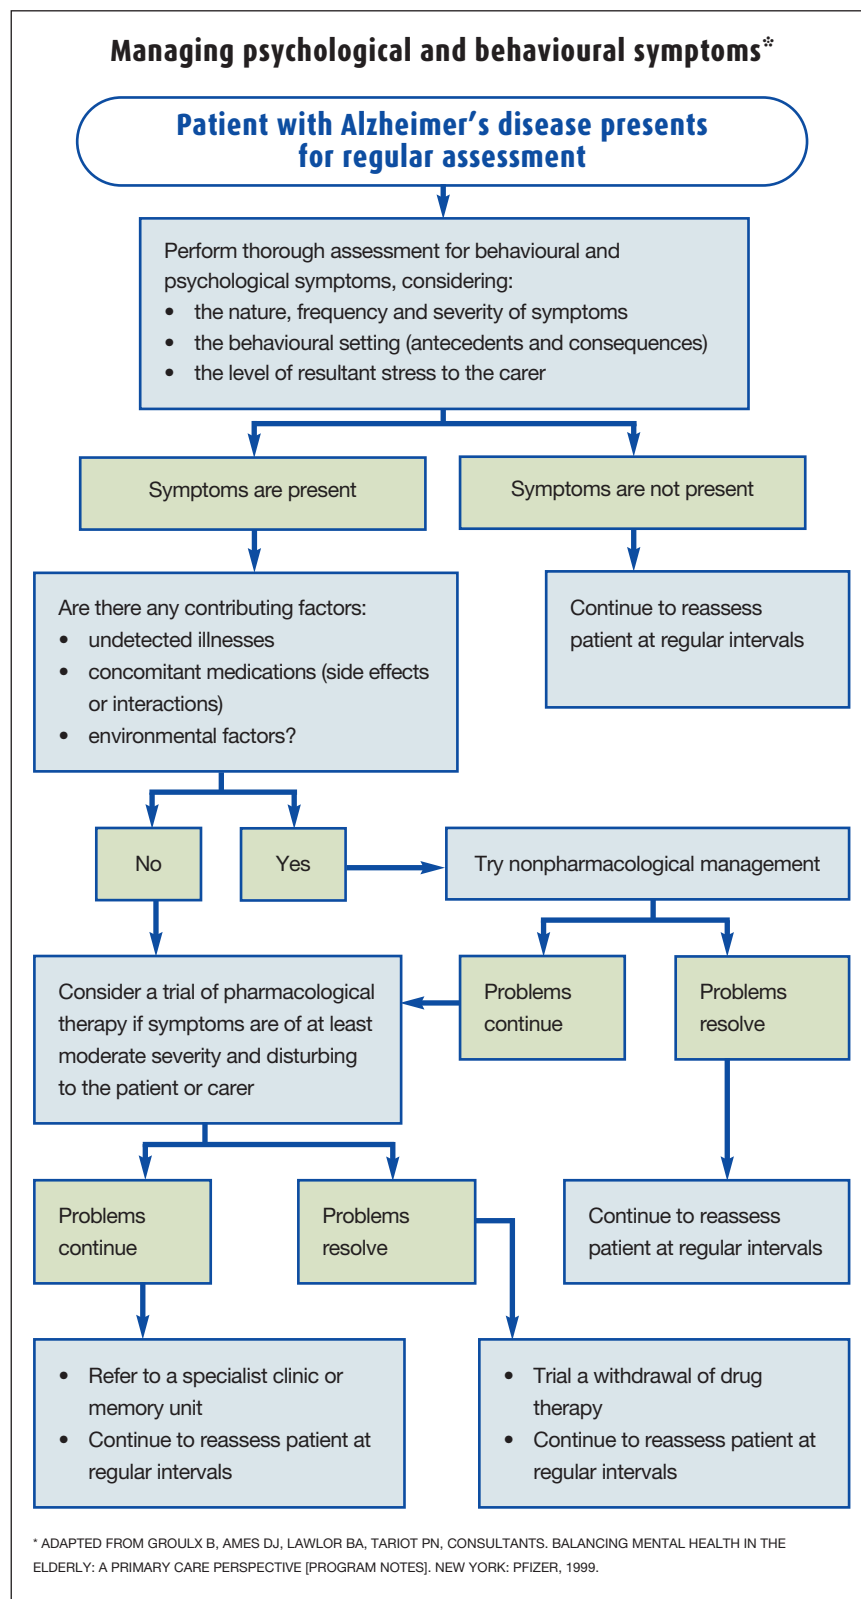 Managing psychological and behavioural symptoms*
Patient with Alzheimer's disease presents
for regular assessment
Perform thorough assessment for behavioural and
psychological symptoms, considering:
• the nature, frequency and severity of symptoms
• the behavioural setting (antecedents and consequences)
• the level of resultant stress to the carer
Symptoms are present
Symptoms are not present
Are there any contributing factors:
• undetected illnesses
• concomitant medications (side effects
or interactions)
• environmental factors?
Continue to reassess
patient at regular intervals
No
Yes
Try nonpharmacological management
Consider a trial of pharmacological
therapy if symptoms are of at least
moderate severity and disturbing
to the patient or carer
Problems
continue
Problems
resolve
Problems
continue
Problems
resolve
Continue to reassess
patient at regular intervals
• Refer to a specialist clinic or
memory unit
• Continue to reassess patient at
regular intervals
• Trial a withdrawal of drug
therapy
• Continue to reassess patient at
regular intervals
* ADAPTED FROM GROULX B, AMES DJ, LAWLOR BA, TARIOT PN, CONSULTANTS. BALANCING MENTAL HEALTH IN THE
ELDERLY: A PRIMARY CARE PERSPECTIVE [PROGRAM NOTES]. NEW YORK: PFIZER, 1999.